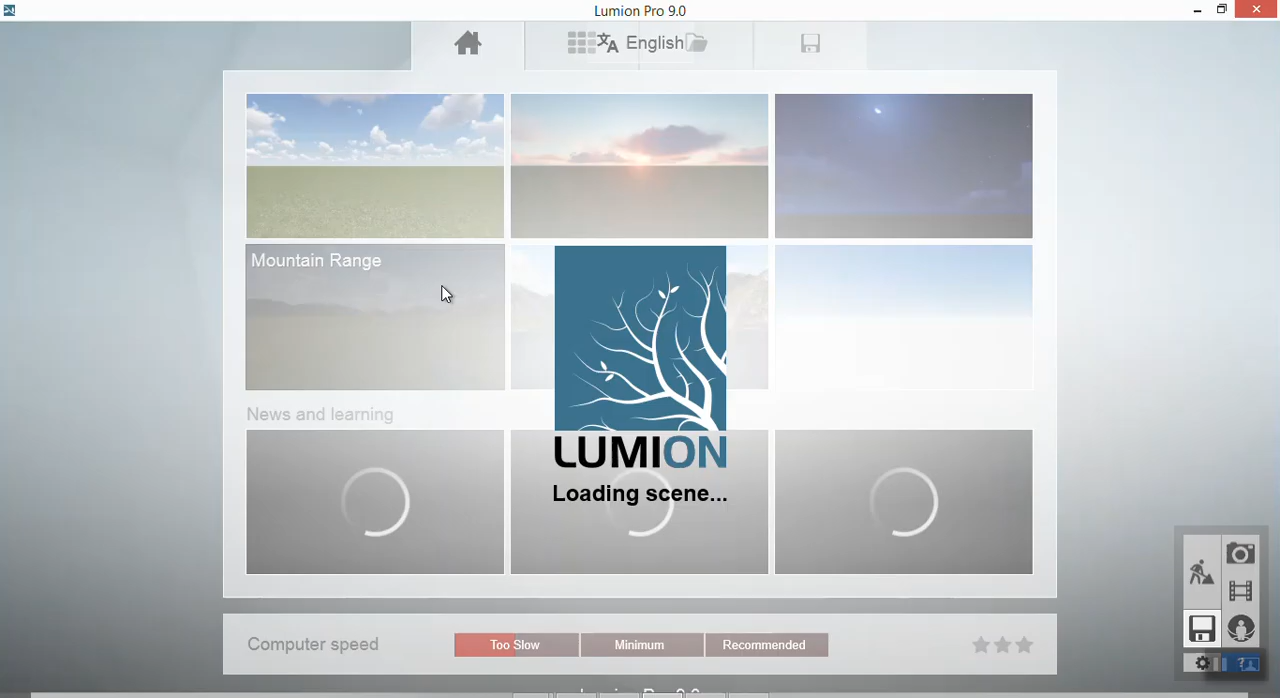 Lumion Pro 9.0
English
Mountain Range
LUMION
Loading scene...
News and learning
Computer speed
Too Slow
Minimum
Recommended
?